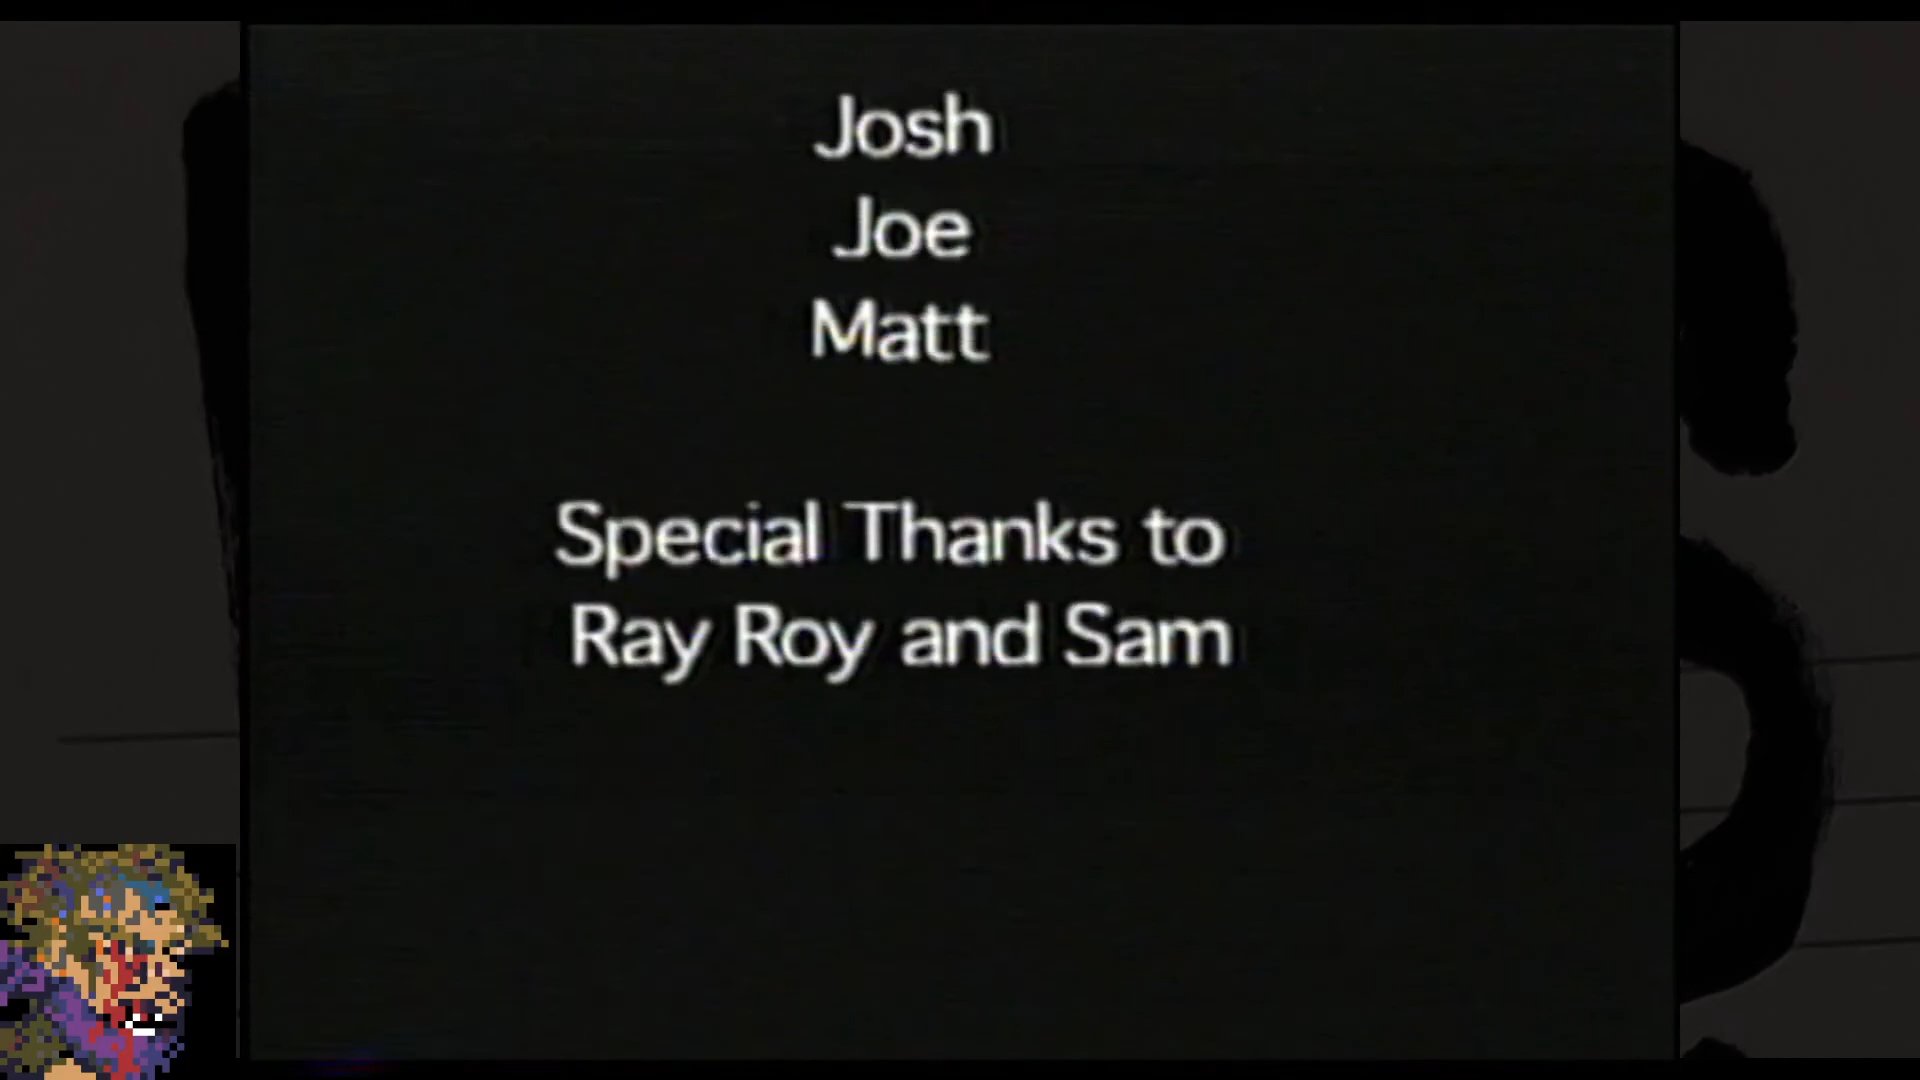 Josh
Joe
Matt
Special Thanks to
Ray Roy and Sam